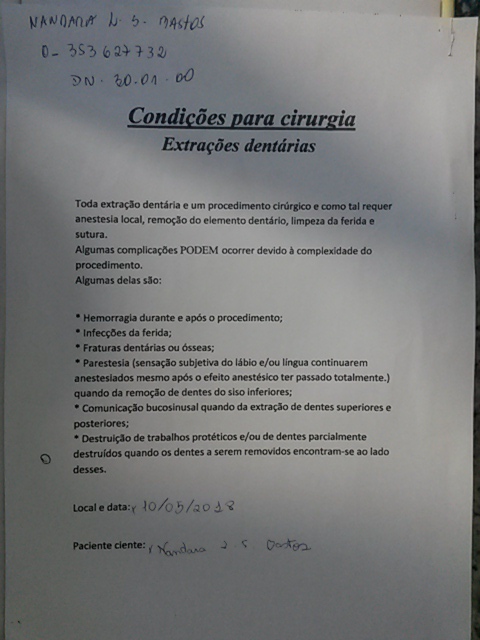 NANDARA L. S. BASTOS
D- 353627732
DN. 30.01.00
Condições para cirurgia
Extrações dentárias
Toda extração dentária e um procedimento cirúrgico e como tal requer
anestesia local, remoção do elemento dentário, limpeza da ferida e
sutura.
Algumas complicações PODEM ocorrer devido à complexidade do
procedimento.
Algumas delas são:
* Hemorragia durante e após o procedimento;
* Infecções da ferida;
* Fraturas dentárias ou ósseas;
* Parestesia (sensação subjetiva do lábio e/ou língua continuarem
anestesiados mesmo após o efeito anestésico ter passado totalmente.)
quando da remoção de dentes do siso inferiores;
* Comunicação bucosinusal quando da extração de dentes superiores e
posteriores;
* Destruição de trabalhos protéticos e/ou de dentes parcialmente
destruídos quando os dentes a serem removidos encontram-se ao lado
desses.
Local e data: 10/05/2018
Paciente ciente: Nandara L. S. Bastos